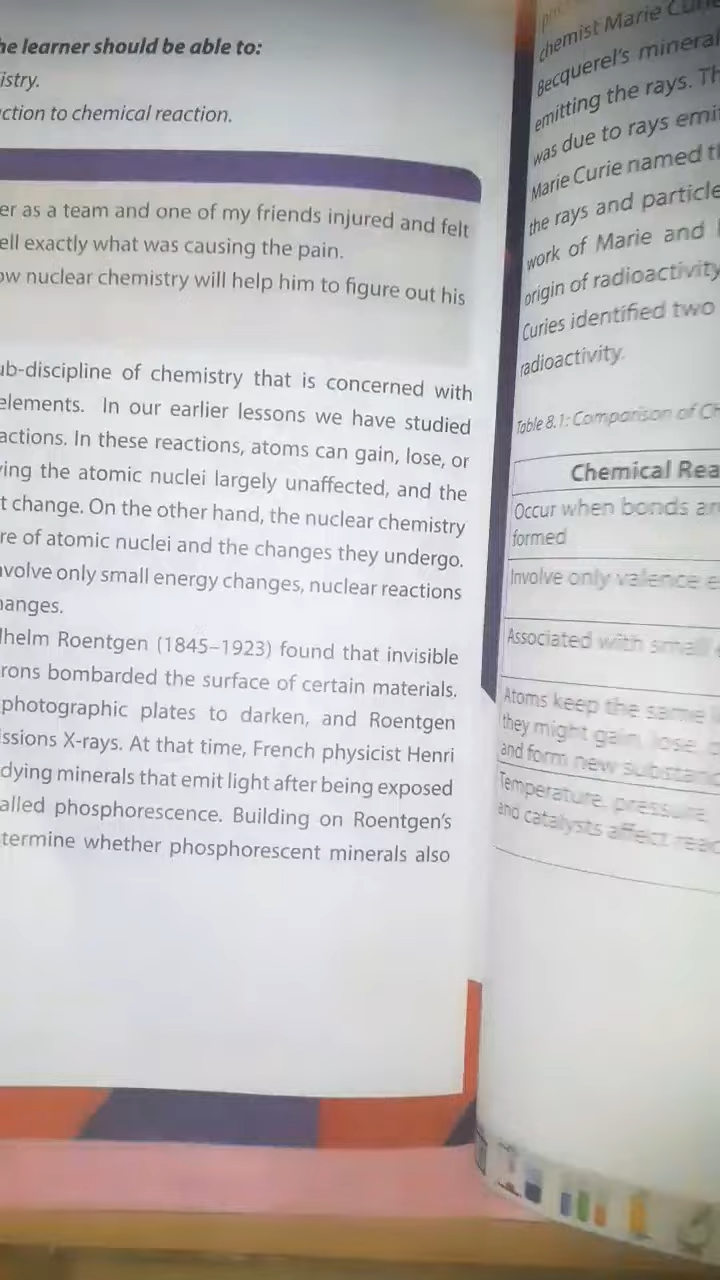 he learner should be able to:
istry.
ction to chemical reaction.
er as a team and one of my friends injured and felt
ell exactly what was causing the pain.
ow nuclear chemistry will help him to figure out his
ub-discipline of chemistry that is concerned with
elements. In our earlier lessons we have studied
actions. In these reactions, atoms can gain, lose, or
ving the atomic nuclei largely unaffected, and the
t change. On the other hand, the nuclear chemistry
re of atomic nuclei and the changes they undergo.
nvolve only small energy changes, nuclear reactions
hanges.
lhelm Roentgen (1845–1923) found that invisible
rons bombarded the surface of certain materials.
photographic plates to darken, and Roentgen
issions X-rays. At that time, French physicist Henri
dying minerals that emit light after being exposed
alled phosphorescence. Building on Roentgen's
termine whether phosphorescent minerals also
chemist Marie Curie
Becquerel's mineral
emitting the rays. Th
was due to rays emi
Marie Curie named t
the rays and particle
work of Marie and
origin of radioactivity
Curies identified two
radioactivity.
Table 8.1: Comparison of Ch
Chemical Rea
Occur when bonds ar
formed
Involve only valence e
Associated with small
Atoms keep the same
they might gain, lose,
and form new substanc
Temperature, pressure,
and catalysts affect reac